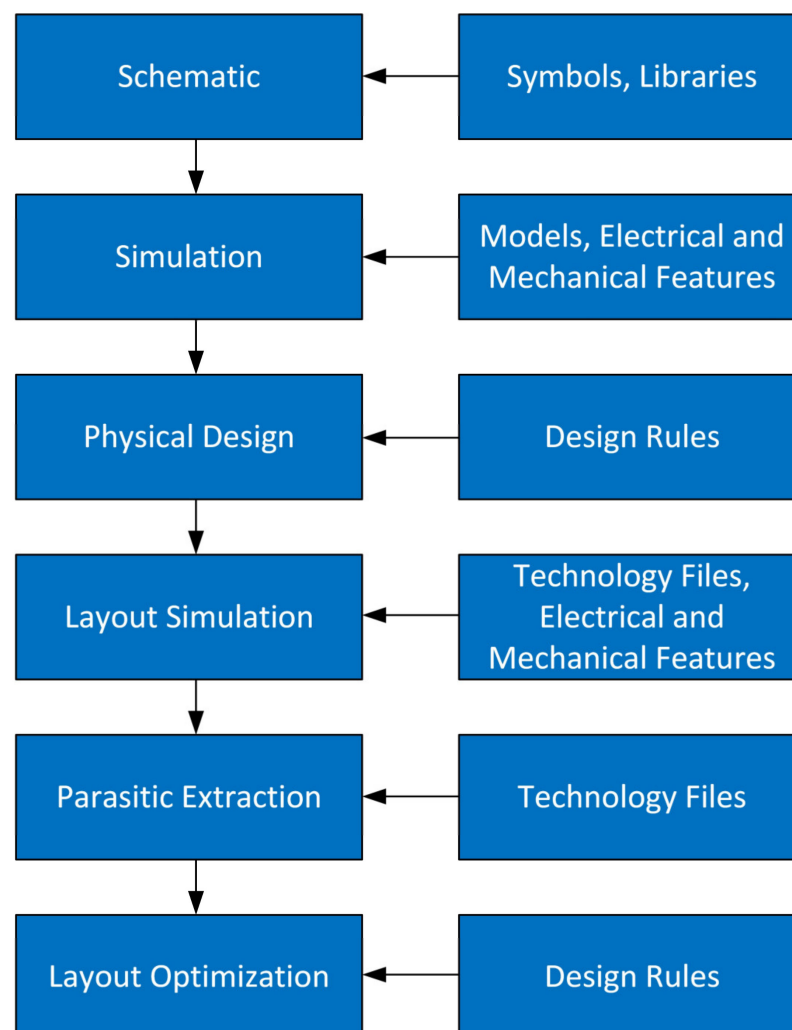 Schematic
Symbols, Libraries
Simulation
Models, Electrical and
Mechanical Features
Physical Design
Design Rules
Layout Simulation
Technology Files,
Electrical and
Mechanical Features
Parasitic Extraction
Technology Files
Layout Optimization
Design Rules